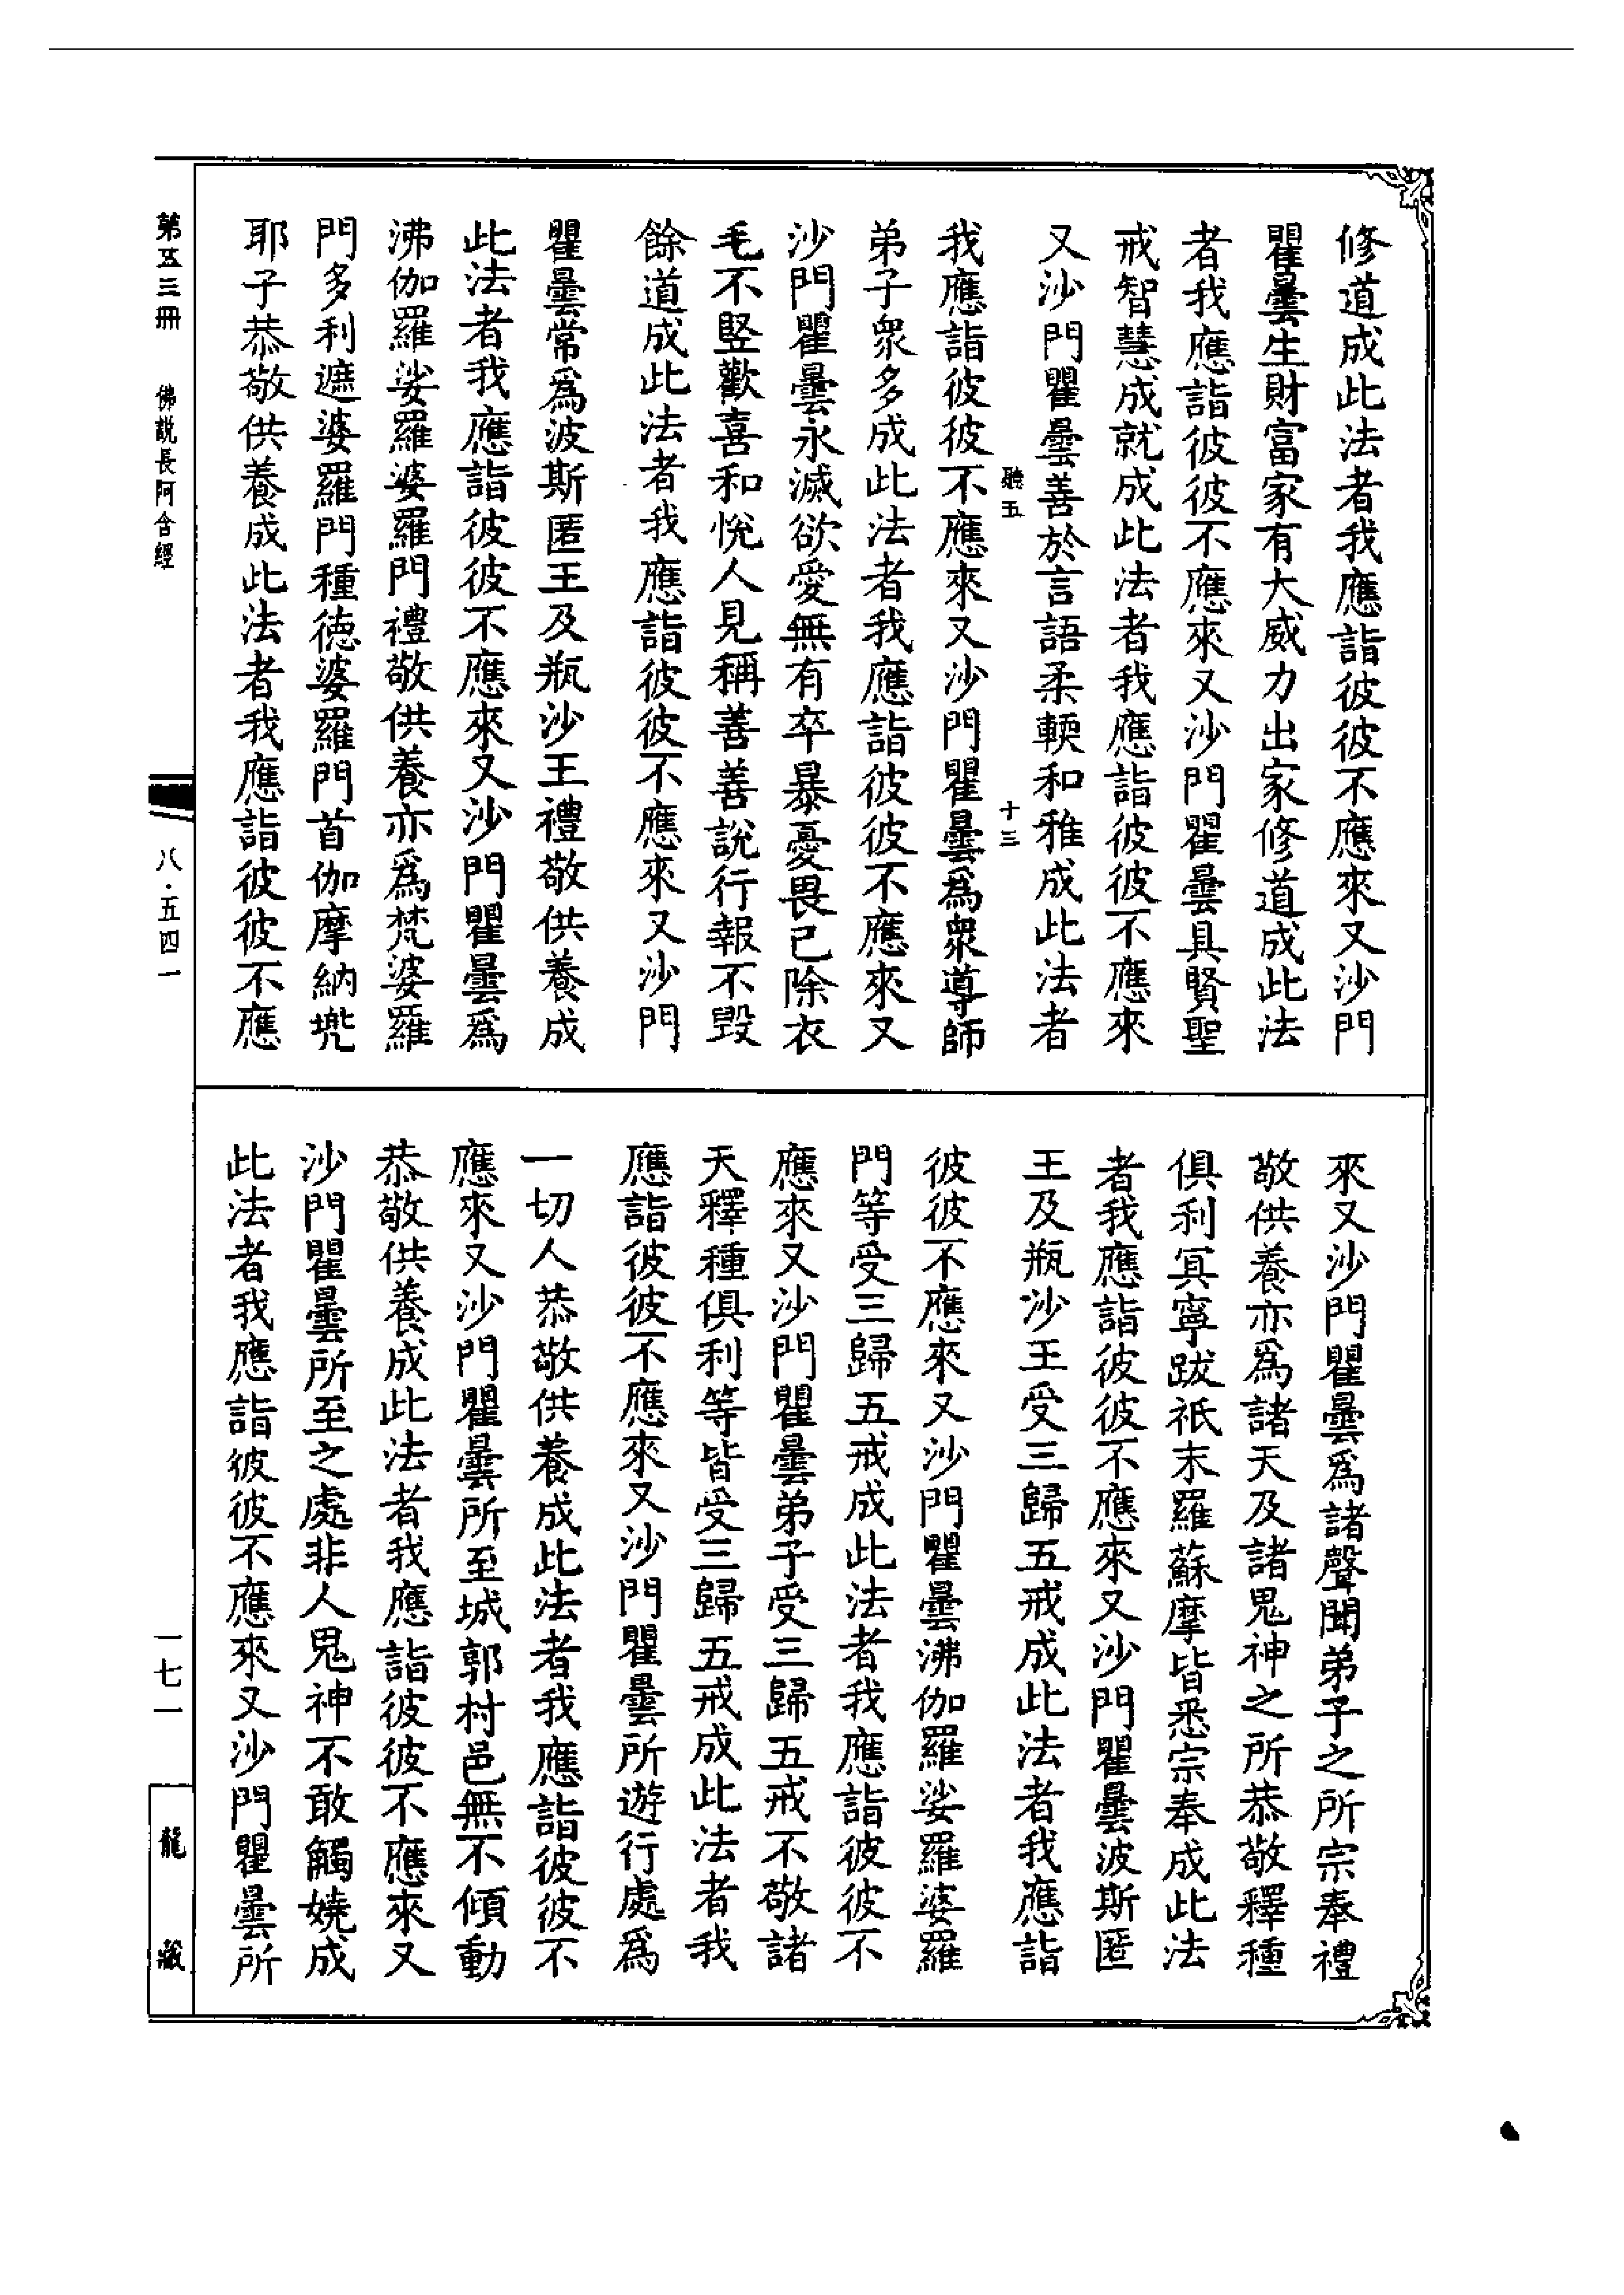 修道成此法者我應詣彼彼不應來又沙門
瞿曇生財富家有大威力出家修道成此法
者我應詣彼彼不應來又沙門瞿曇具賢聖
戒智慧成就成此法者我應詣彼彼不應來
又沙門瞿曇善於言語柔輭和雅成此法者
聽五 十三
我應詣彼彼不應來又沙門瞿曇為衆導師
弟子衆多成此法者我應詣彼彼不應來又
沙門瞿曇永滅欲愛無有卒暴憂畏已除衣
毛不竪歡喜和悅人見稱善善說行報不毀
餘道成此法者我應詣彼彼不應來又沙門
瞿曇常為波斯匿王及瓶沙王禮敬供養成
此法者我應詣彼彼不應來又沙門瞿曇為
沸伽羅娑羅婆羅門禮敬供養亦為梵婆羅
門多利遮婆羅門種徳婆羅門首伽摩納兠
耶子恭敬供養成此法者我應詣彼彼不應
來又沙門瞿曇為諸聲聞弟子之所宗奉禮
敬供養亦為諸天及諸鬼神之所恭敬釋種
俱利冥寧跋祇末羅蘇摩皆悉宗奉成此法
者我應詣彼彼不應來又沙門瞿曇波斯匿
王及瓶沙王受三歸五戒成此法者我應詣
彼彼不應來又沙門瞿曇沸伽羅娑羅婆羅
門等受三歸五戒成此法者我應詣彼彼不
應來又沙門瞿曇弟子受三歸五戒不敬諸
天釋種俱利等皆受三歸五戒成此法者我
應詣彼彼不應來又沙門瞿曇所遊行處為
一切人恭敬供養成此法者我應詣彼彼不
應來又沙門瞿曇所至城郭村邑無不傾動
恭敬供養成此法者我應詣彼彼不應來又
沙門瞿曇所至之處非人鬼神不敢觸嬈成
此法者我應詣彼彼不應來又沙門瞿曇所
第五三冊 佛說長阿含經 八·五四一 一七一 龍藏